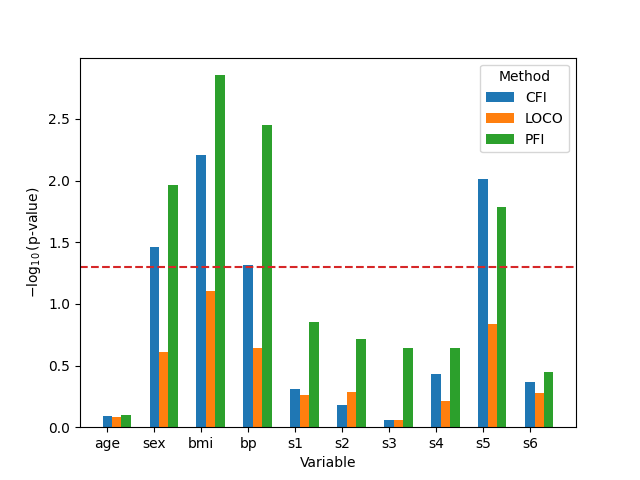 Method
CFI
LOCO
PFI
2.5
2.0
1.5
1.0
0.5
0.0
−log₁₀(p-value)
age sex bmi bp s1 s2 s3 s4 s5 s6
Variable